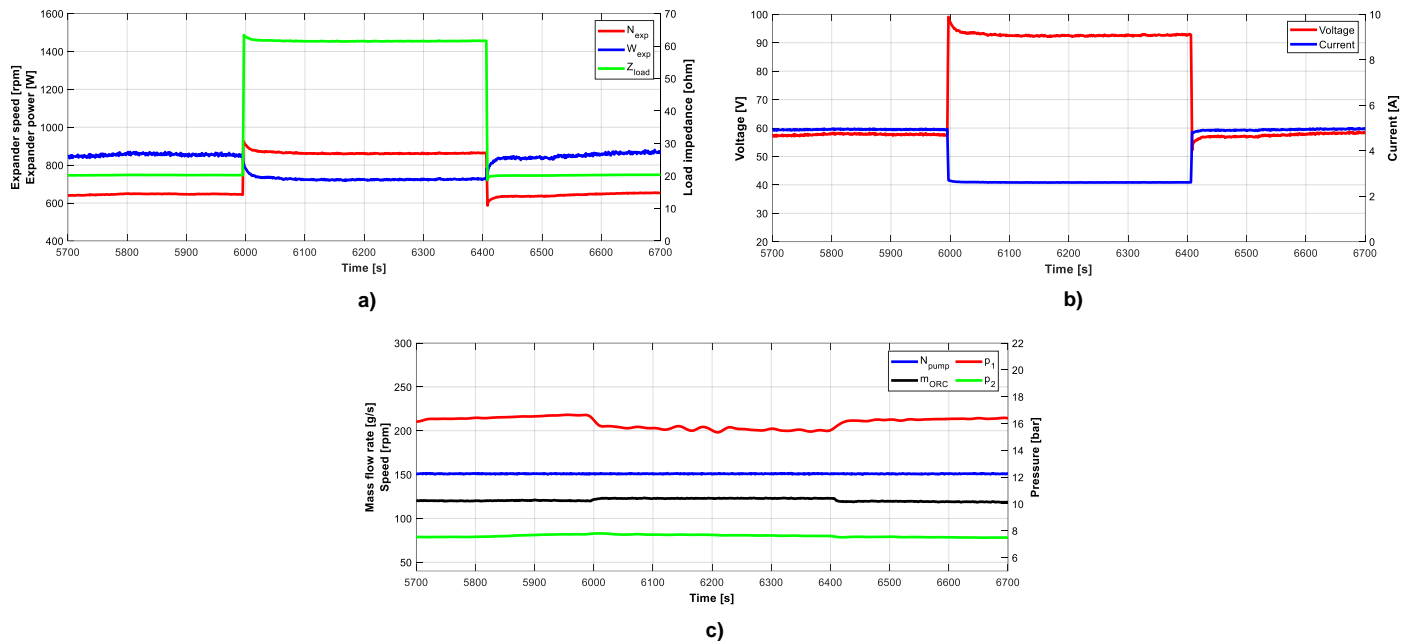 1600
1400
1200
1000
800
600
400
70
60
50
40
30
20
10
0
5700 5800 5900 6000 6100 6200 6300 6400 6500 6600 6700
Time [s]
Expander speed [rpm]
Expander power [W]
Load impedance [ohm]
N_exp
W_exp
Z_load
a)
100
90
80
70
60
50
40
30
20
10
8
6
4
2
0
5700 5800 5900 6000 6100 6200 6300 6400 6500 6600 6700
Time [s]
Voltage [V]
Current [A]
Voltage
Current
b)
300
250
200
150
100
50
22
20
18
16
14
12
10
8
6
5700 5800 5900 6000 6100 6200 6300 6400 6500 6600 6700
Time [s]
Mass flow rate [g/s]
Speed [rpm]
Pressure [bar]
N_pump p_1
m_ORC p_2
c)